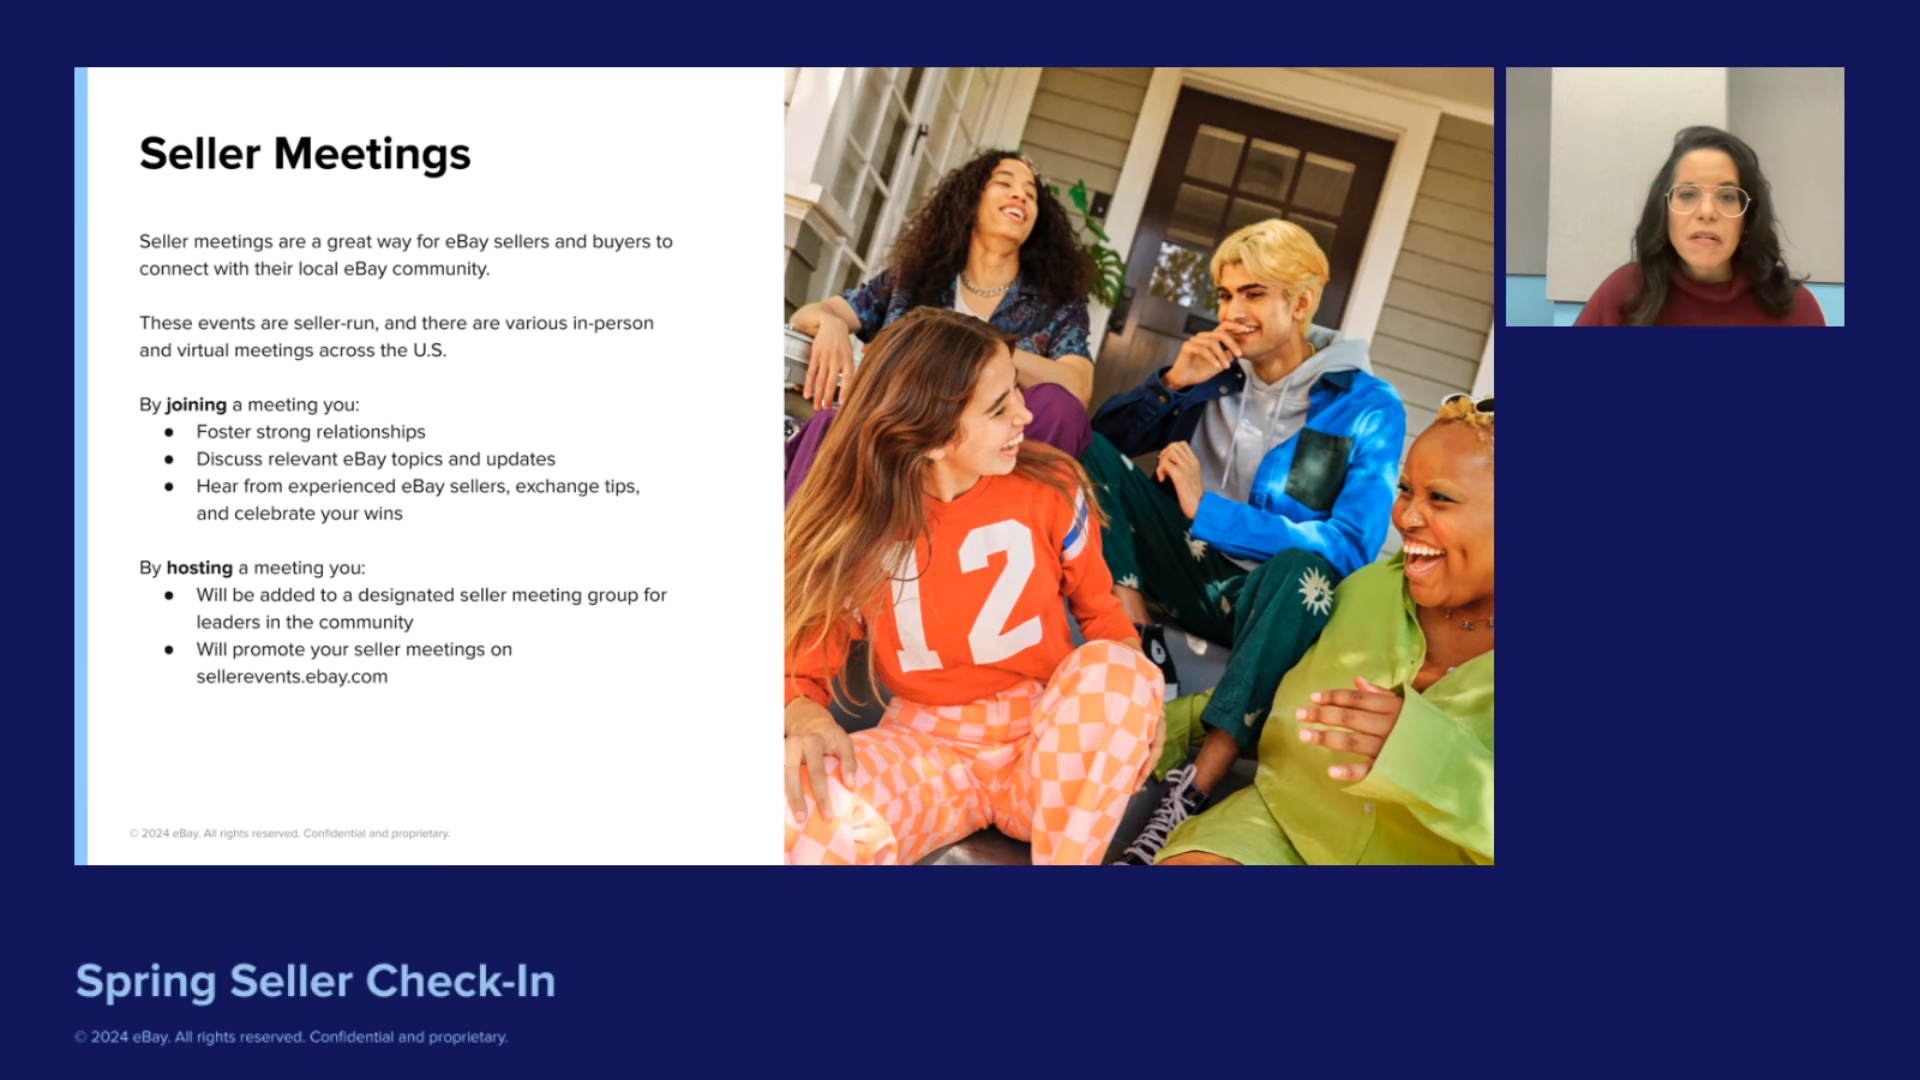 Seller Meetings
Seller meetings are a great way for eBay sellers and buyers to
connect with their local eBay community.
These events are seller-run, and there are various in-person
and virtual meetings across the U.S.
By joining a meeting you:
● Foster strong relationships
● Discuss relevant eBay topics and updates
● Hear from experienced eBay sellers, exchange tips,
and celebrate your wins
By hosting a meeting you:
● Will be added to a designated seller meeting group for
leaders in the community
● Will promote your seller meetings on
sellerevents.ebay.com
© 2024 eBay. All rights reserved. Confidential and proprietary.
12
Spring Seller Check-In
© 2024 eBay. All rights reserved. Confidential and proprietary.